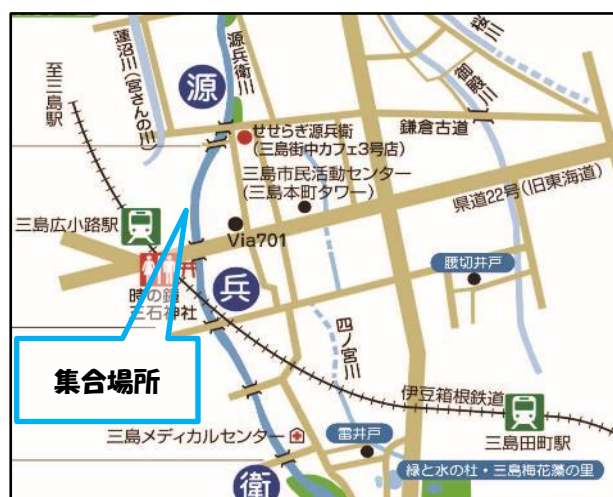 蓮沼川(宮さんの川)
源兵衛川
桜川
御殿川
至三島駅
源
せせらぎ源兵衛
(三島街中カフェ3号店)
鎌倉古道
三島市民活動センター
(三島本町タワー)
県道22号(旧東海道)
三島広小路駅
Via701
腰切井戸
時の鐘
三石神社
兵
四ノ宮川
集合場所
伊豆箱根鉄道
三島メディカルセンター
雷井戸
三島田町駅
衛
緑と水の杜・三島梅花藻の里